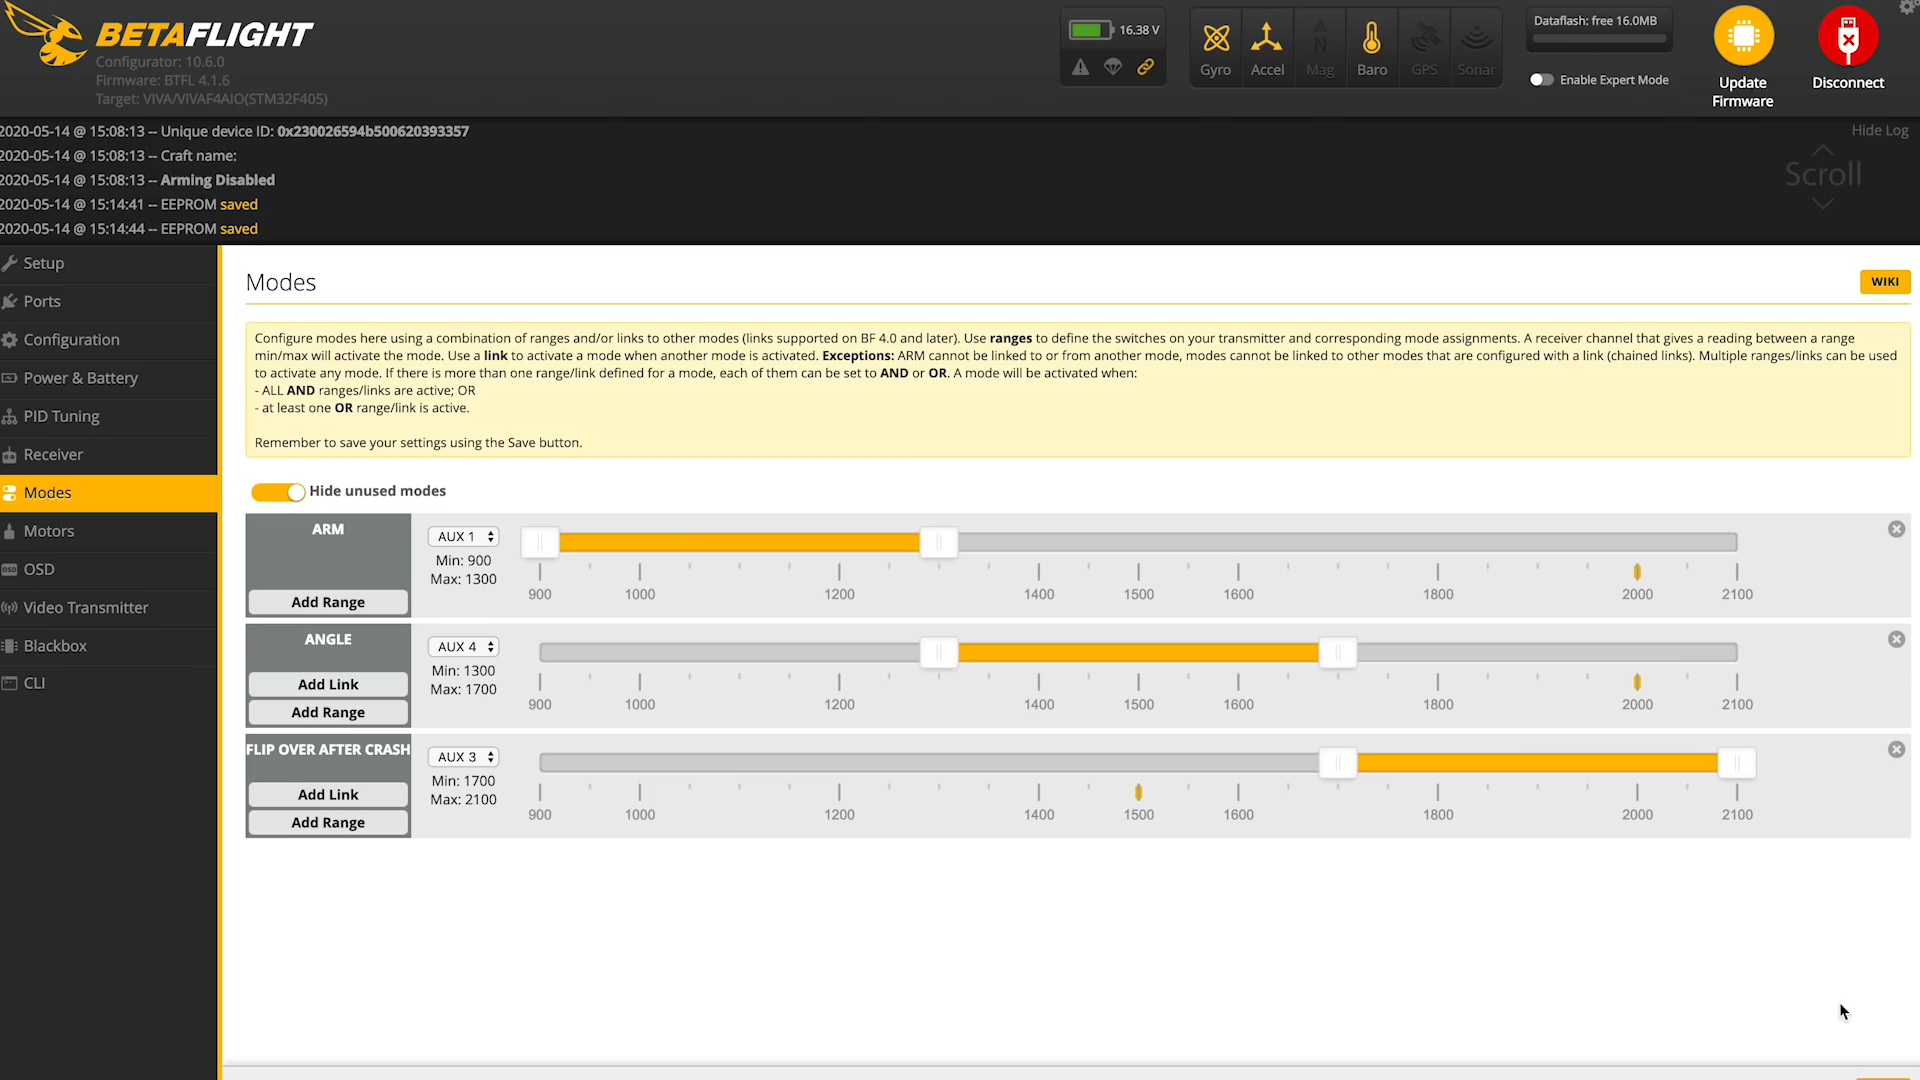 BETAFLIGHT
Configurator: 10.6.0
Firmware: BTFL 4.1.6
Target: VIVA/VIVAF4AIO(STM32F405)
16.38 V
Gyro
Accel
N
Mag
Baro
GPS
Sonar
Dataflash: free 16.0MB
Enable Expert Mode
Update
Firmware
Disconnect
2020-05-14 @ 15:08:13 -- Unique device ID: 0x230026594b500620393357
2020-05-14 @ 15:08:13 -- Craft name:
2020-05-14 @ 15:08:13 -- Arming Disabled
2020-05-14 @ 15:14:41 -- EEPROM saved
2020-05-14 @ 15:14:44 -- EEPROM saved
Hide Log
Scroll
Setup
Ports
Configuration
Power & Battery
PID Tuning
Receiver
Modes
Motors
OSD
Video Transmitter
Blackbox
CLI
Modes
WIKI
Configure modes here using a combination of ranges and/or links to other modes (links supported on BF 4.0 and later). Use ranges to define the switches on your transmitter and corresponding mode assignments. A receiver channel that gives a reading between a range
min/max will activate the mode. Use a link to activate a mode when another mode is activated. Exceptions: ARM cannot be linked to or from another mode, modes cannot be linked to other modes that are configured with a link (chained links). Multiple ranges/links can be used
to activate any mode. If there is more than one range/link defined for a mode, each of them can be set to AND or OR. A mode will be activated when:
- ALL AND ranges/links are active; OR
- at least one OR range/link is active.
Remember to save your settings using the Save button.
Hide unused modes
ARM
Add Range
AUX 1
Min: 900
Max: 1300
900 1000 1200 1400 1500 1600 1800 2000 2100
ANGLE
Add Link
Add Range
AUX 4
Min: 1300
Max: 1700
900 1000 1200 1400 1500 1600 1800 2000 2100
FLIP OVER AFTER CRASH
Add Link
Add Range
AUX 3
Min: 1700
Max: 2100
900 1000 1200 1400 1500 1600 1800 2000 2100